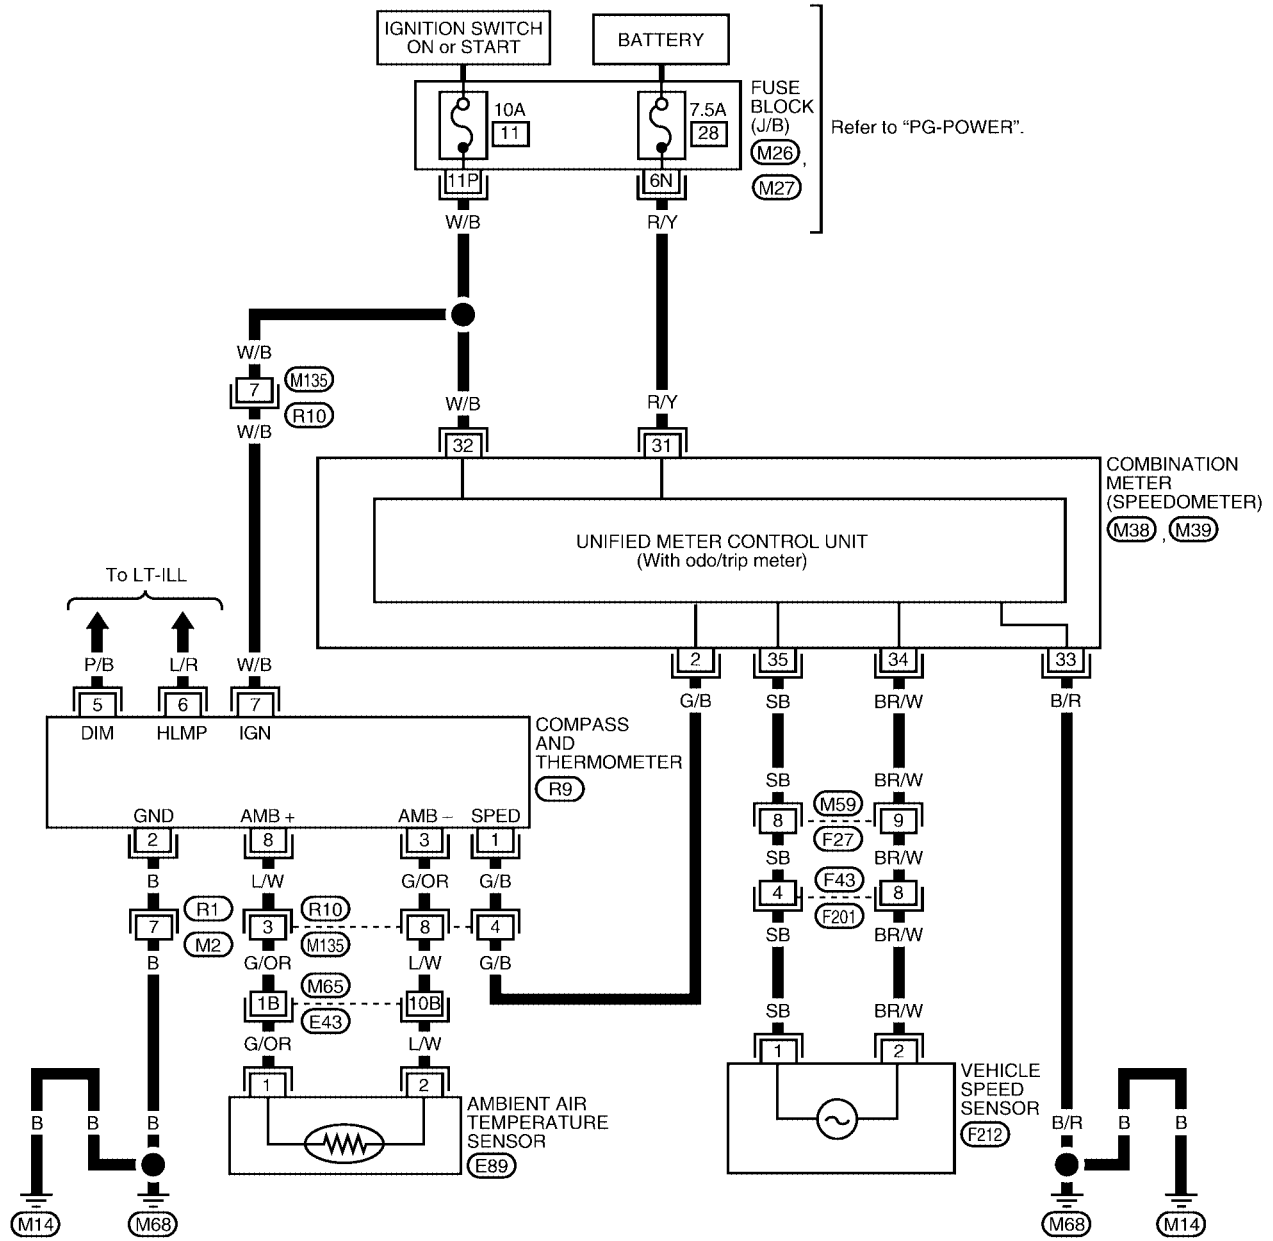 IGNITION SWITCH
ON or START
BATTERY
FUSE
BLOCK
(J/B)
M26 ,
M27
10A
11
7.5A
28
Refer to “PG-POWER”.
11P
6N
W/B
R/Y
W/B
7
M135
R10
W/B
W/B
R/Y
32
31
COMBINATION
METER
(SPEEDOMETER)
M38 , M39
UNIFIED METER CONTROL UNIT
(With odo/trip meter)
To LT-ILL
P/B
L/R
W/B
5
6
7
2
35
34
33
G/B
SB
BR/W
B/R
DIM
HLMP
IGN
COMPASS
AND
THERMOMETER
R9
GND
AMB +
AMB –
SPED
2
8
3
1
B
L/W
G/OR
G/B
SB
BR/W
8
M59
F27
9
SB
BR/W
4
F43
F201
8
SB
BR/W
7
R1
M2
3
R10
M135
8
4
B
G/OR
L/W
G/B
1B
M65
E43
10B
G/OR
L/W
SB
BR/W
1
2
1
2
AMBIENT AIR
TEMPERATURE
SENSOR
E89
VEHICLE
SPEED
SENSOR
F212
B
B
B
B/R
B
B
M14
M68
M68
M14